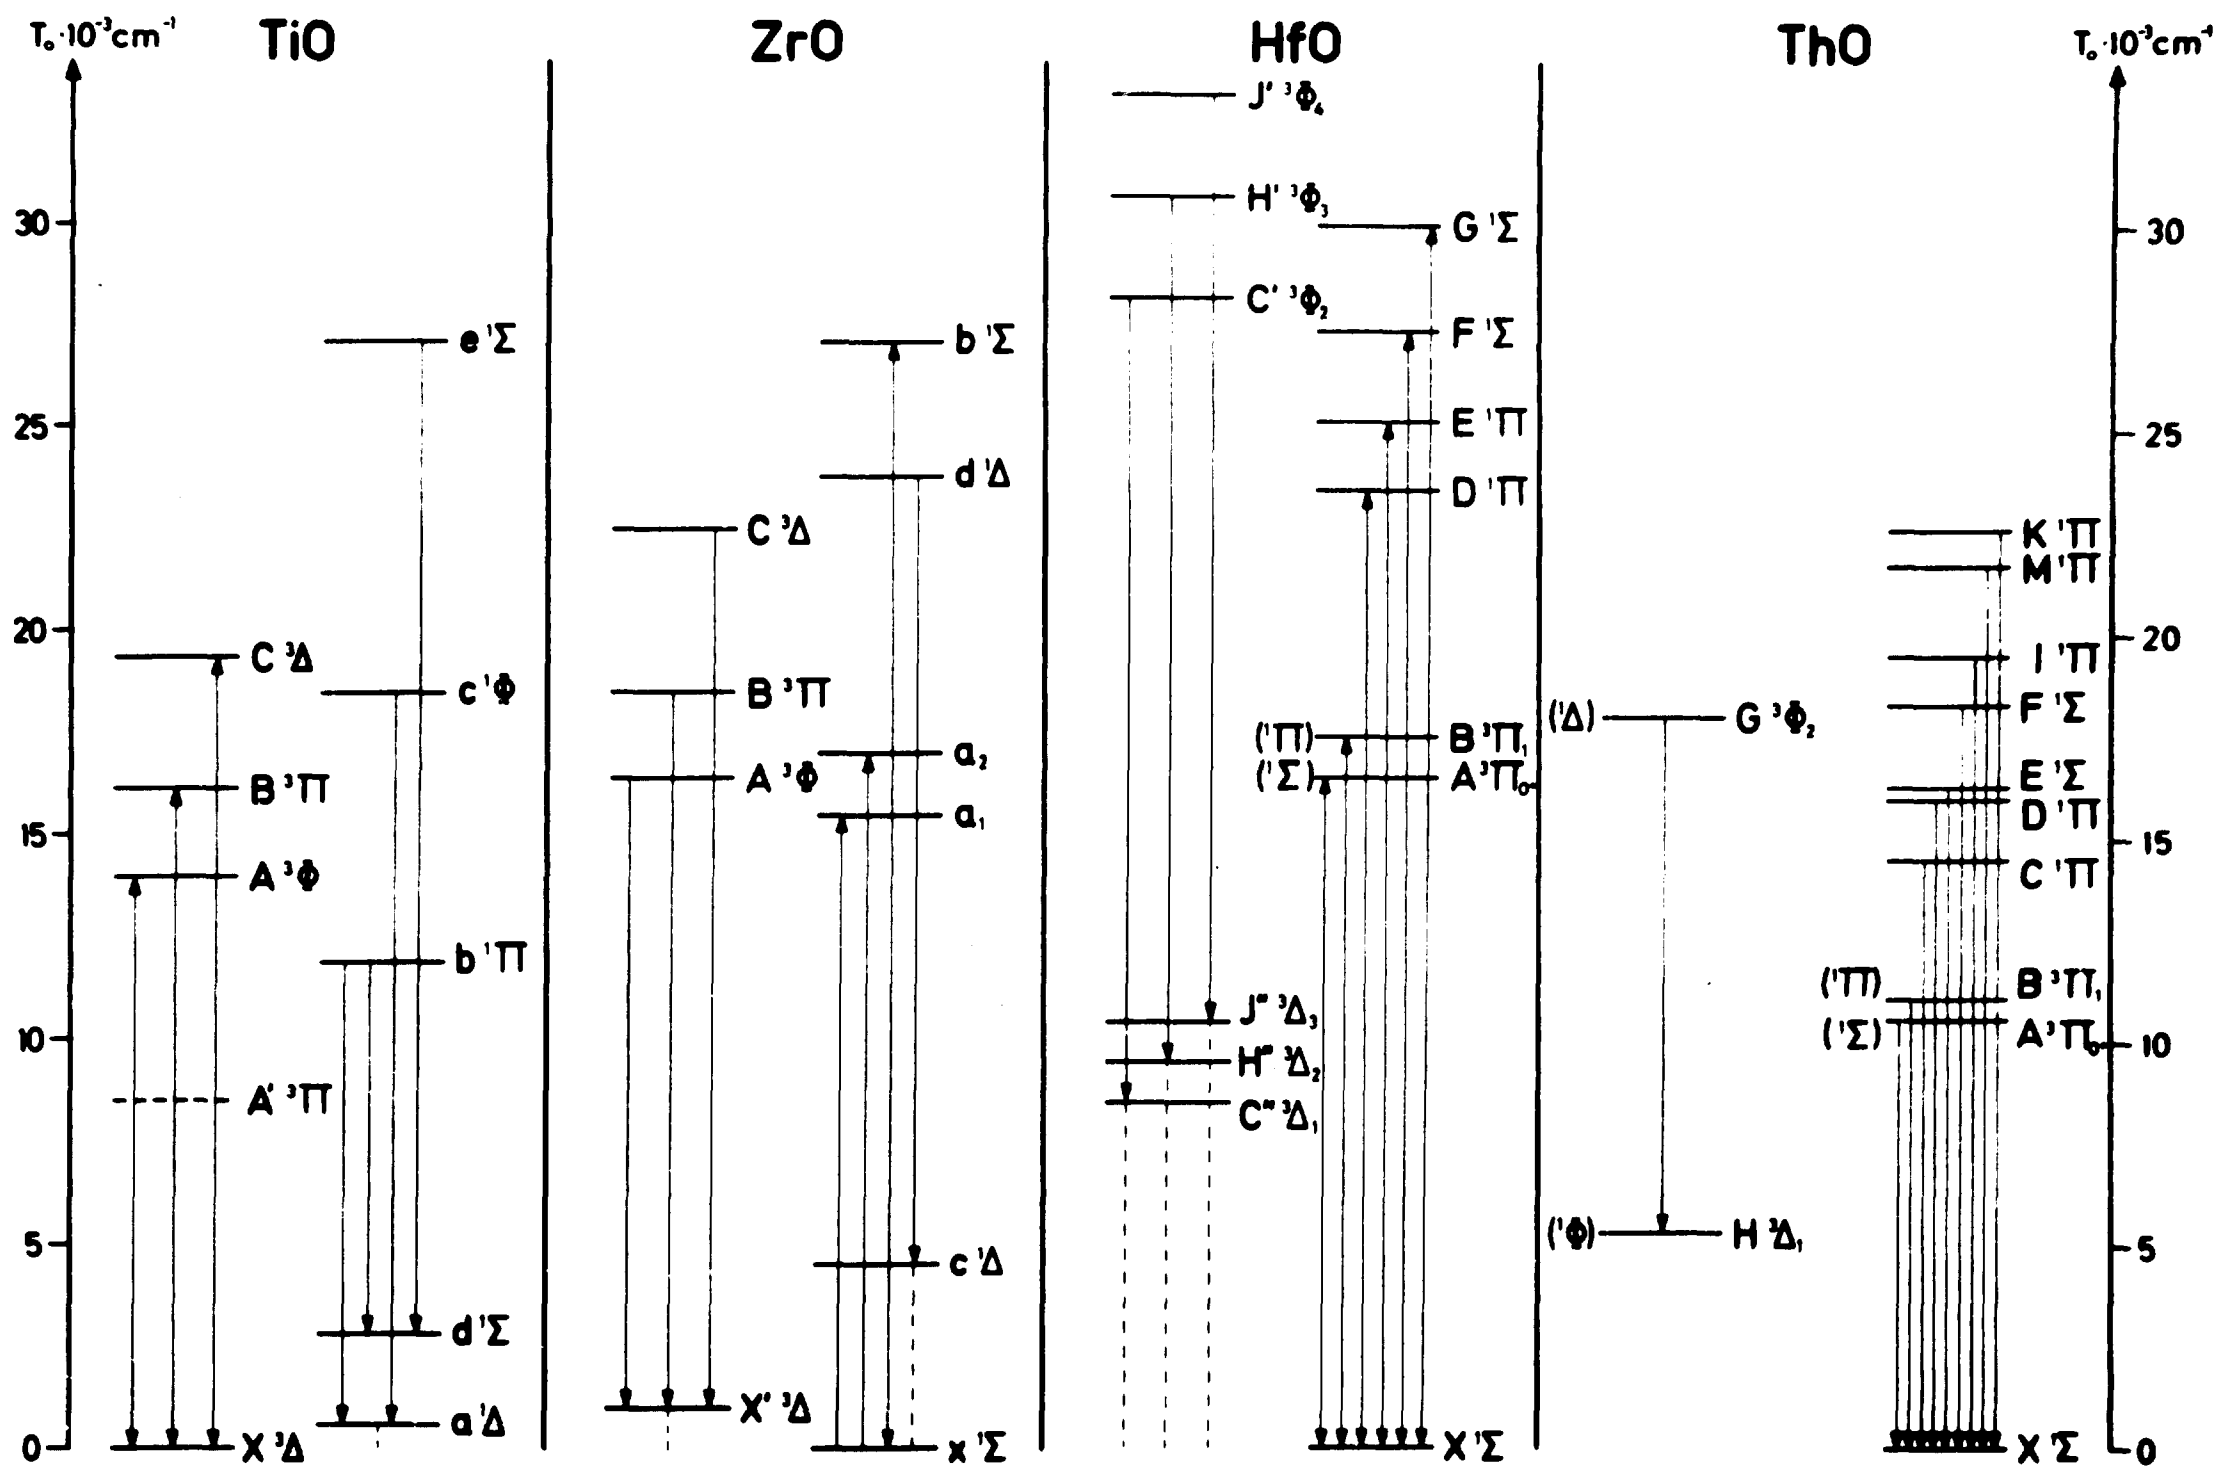 T₀·10⁻³cm⁻¹ TiO ZrO HfO ThO T₀·10⁻³cm⁻¹
30
25
20
15
10
5
0
C ³Δ
B ³Π
A ³Φ
A' ³Π
X ³Δ
e ¹Σ
c ¹Φ
b ¹Π
d ¹Σ
a ¹Δ
C ³Δ
B ³Π
A ³Φ
X' ³Δ
b ¹Σ
d ¹Δ
a₂
a₁
c ¹Δ
x ¹Σ
J' ³Φ₄
H' ³Φ₃
C' ³Φ₂
J" ³Δ₃
H" ³Δ₂
C" ³Δ₁
G ¹Σ
F ¹Σ
E ¹Π
D ¹Π
(¹Π) B ³Π₁
(¹Σ) A ³Π₀
X ¹Σ
(¹Δ) G ³Φ₂
(¹Φ) H ³Δ₁
K ¹Π
M ¹Π
I ¹Π
F ¹Σ
E ¹Σ
D ¹Π
C ¹Π
(¹Π) B ³Π₁
(¹Σ) A ³Π₀
X ¹Σ
30
25
20
15
10
5
0